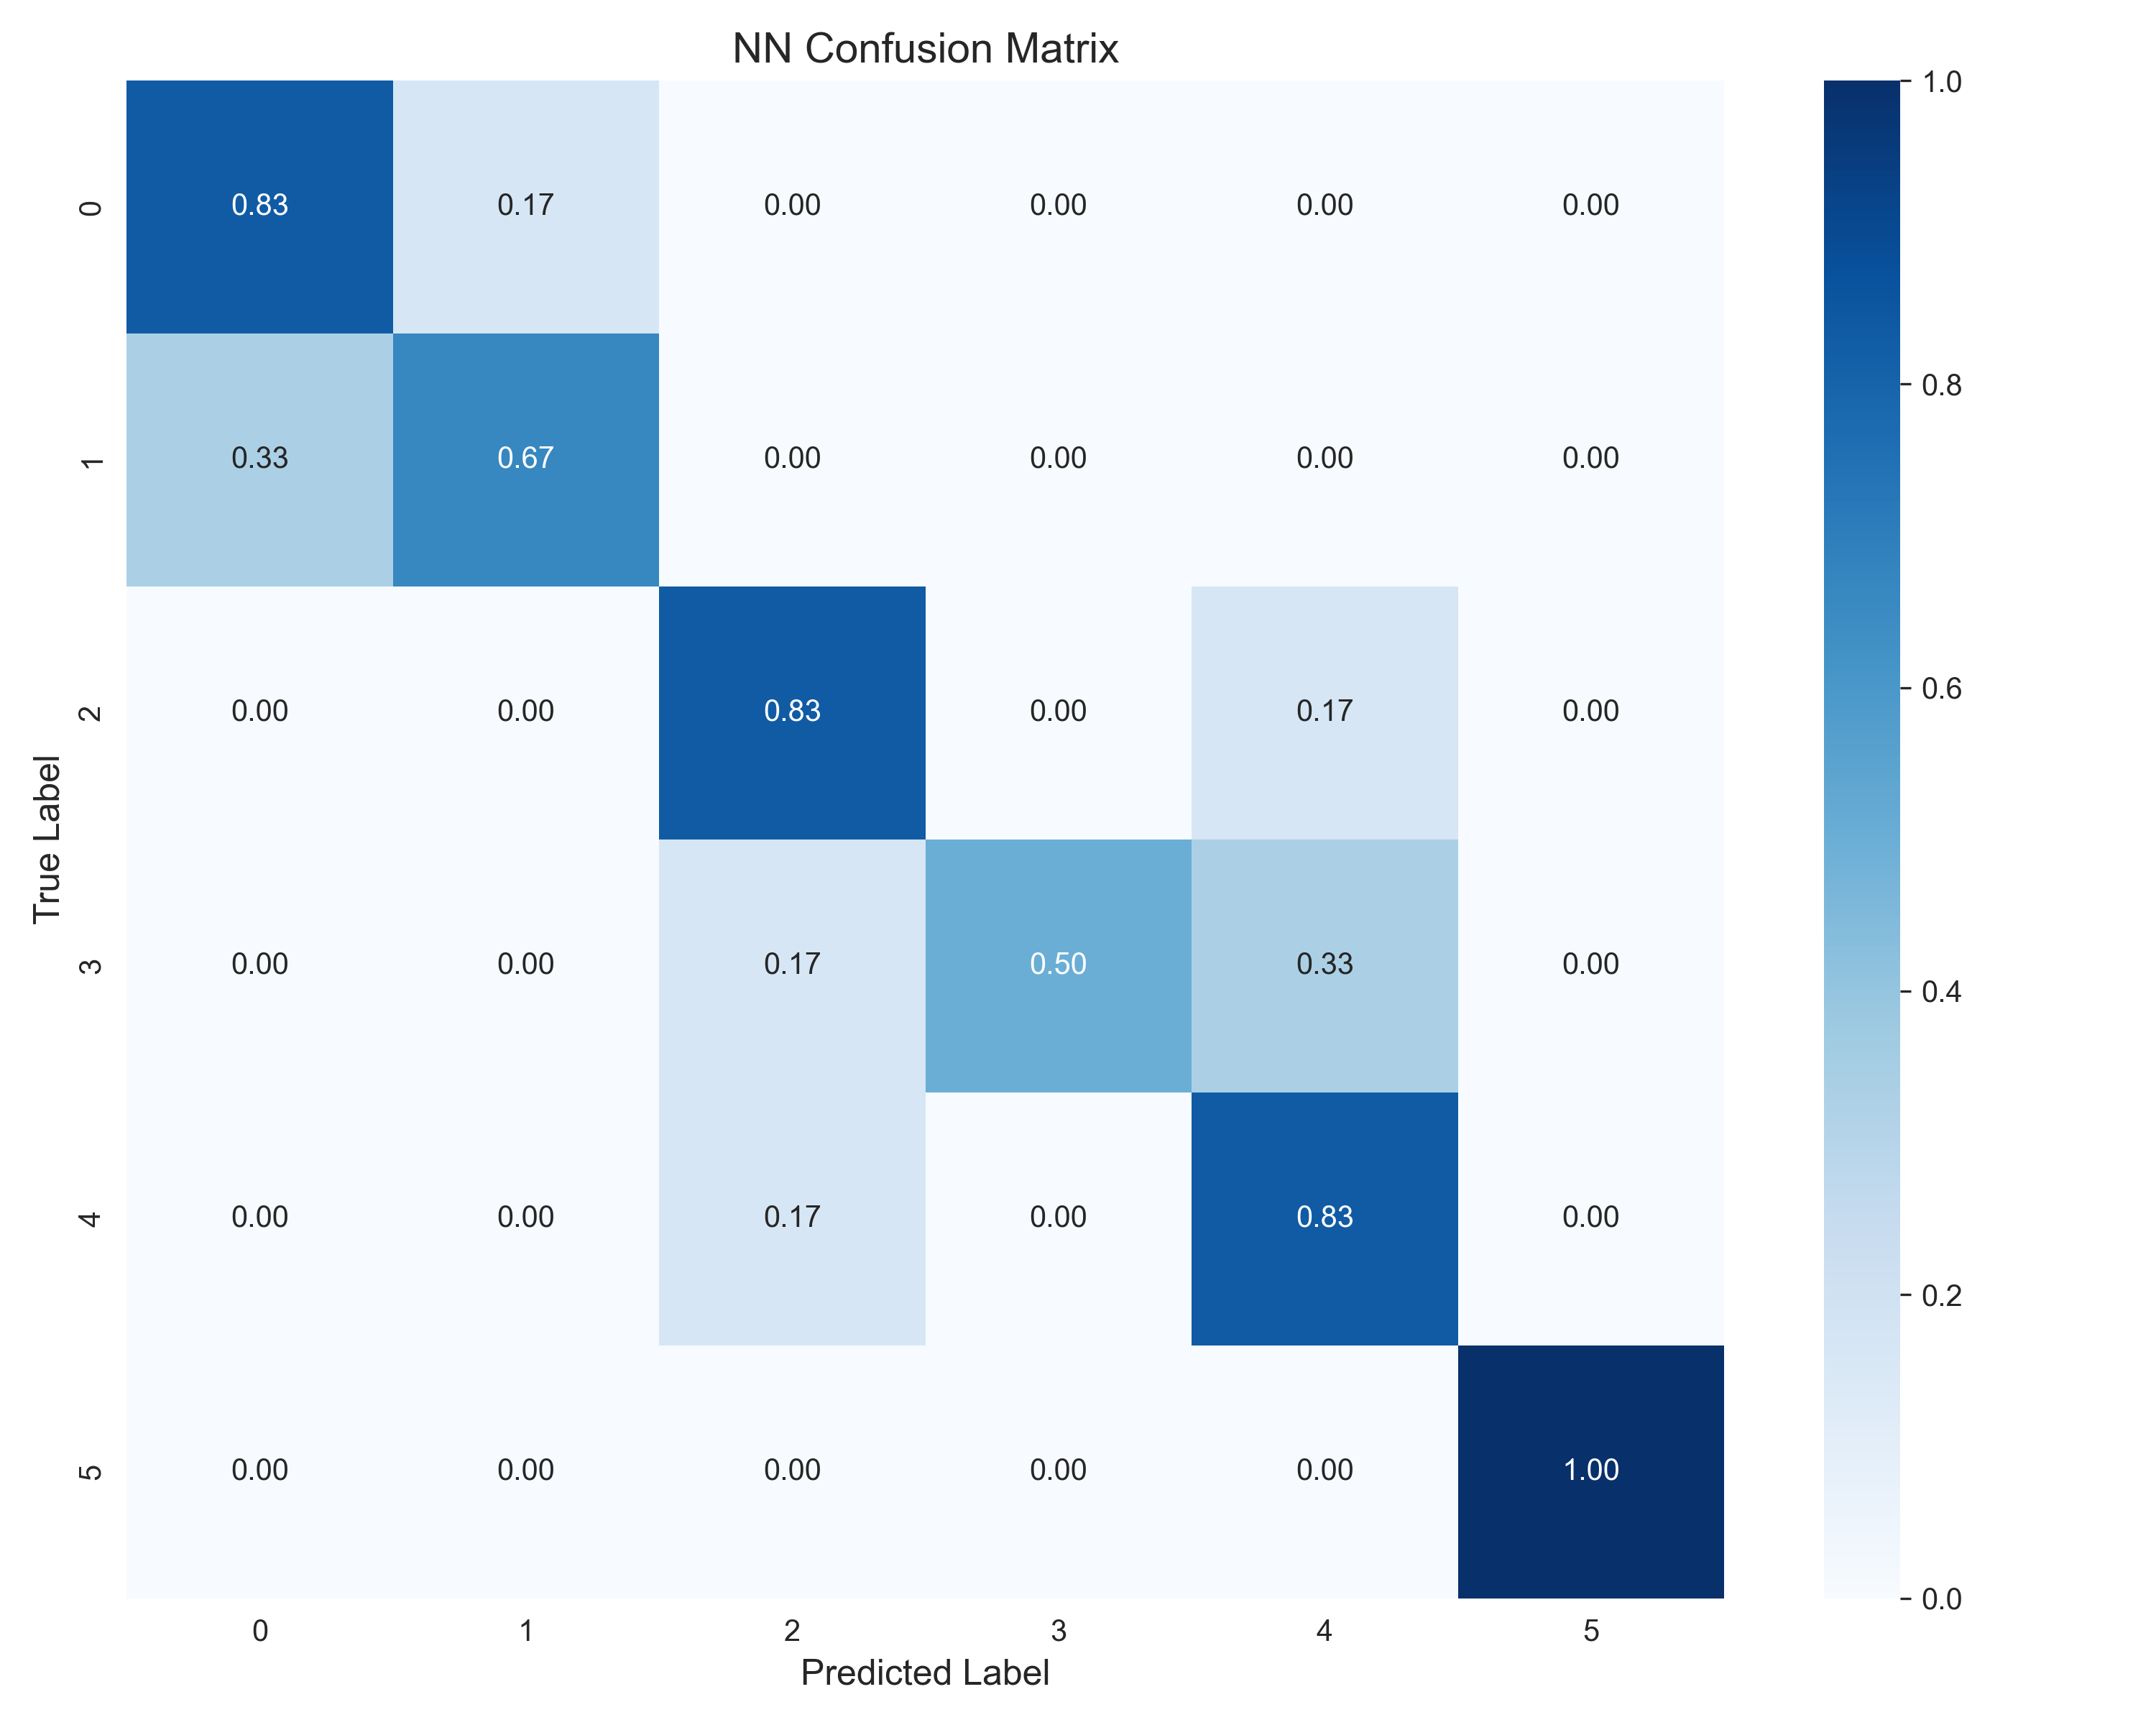 NN Confusion Matrix
True Label
0 0.83 0.17 0.00 0.00 0.00 0.00
1 0.33 0.67 0.00 0.00 0.00 0.00
2 0.00 0.00 0.83 0.00 0.17 0.00
3 0.00 0.00 0.17 0.50 0.33 0.00
4 0.00 0.00 0.17 0.00 0.83 0.00
5 0.00 0.00 0.00 0.00 0.00 1.00
0 1 2 3 4 5
Predicted Label
1.0
0.8
0.6
0.4
0.2
0.0